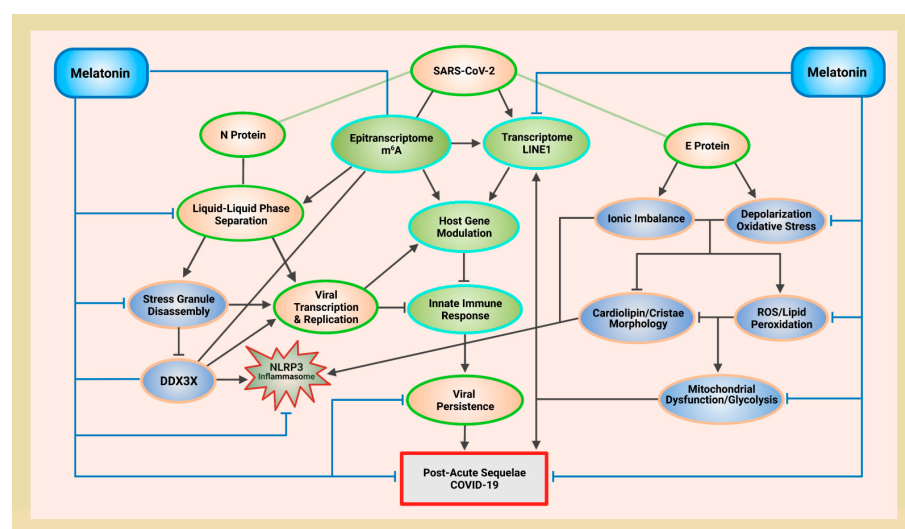 SARS-CoV-2
Melatonin
Melatonin
N Protein
Epitranscriptome
m⁶A
Transcriptome
LINE1
E Protein
Liquid-Liquid Phase
Separation
Host Gene
Modulation
Ionic Imbalance
Depolarization
Oxidative Stress
Stress Granule
Disassembly
Viral
Transcription
& Replication
Innate Immune
Response
Cardiolipin/Cristae
Morphology
ROS/Lipid
Peroxidation
DDX3X
NLRP3
Inflammasome
Viral
Persistence
Mitochondrial
Dysfunction/Glycolysis
Post-Acute Sequelae
COVID-19